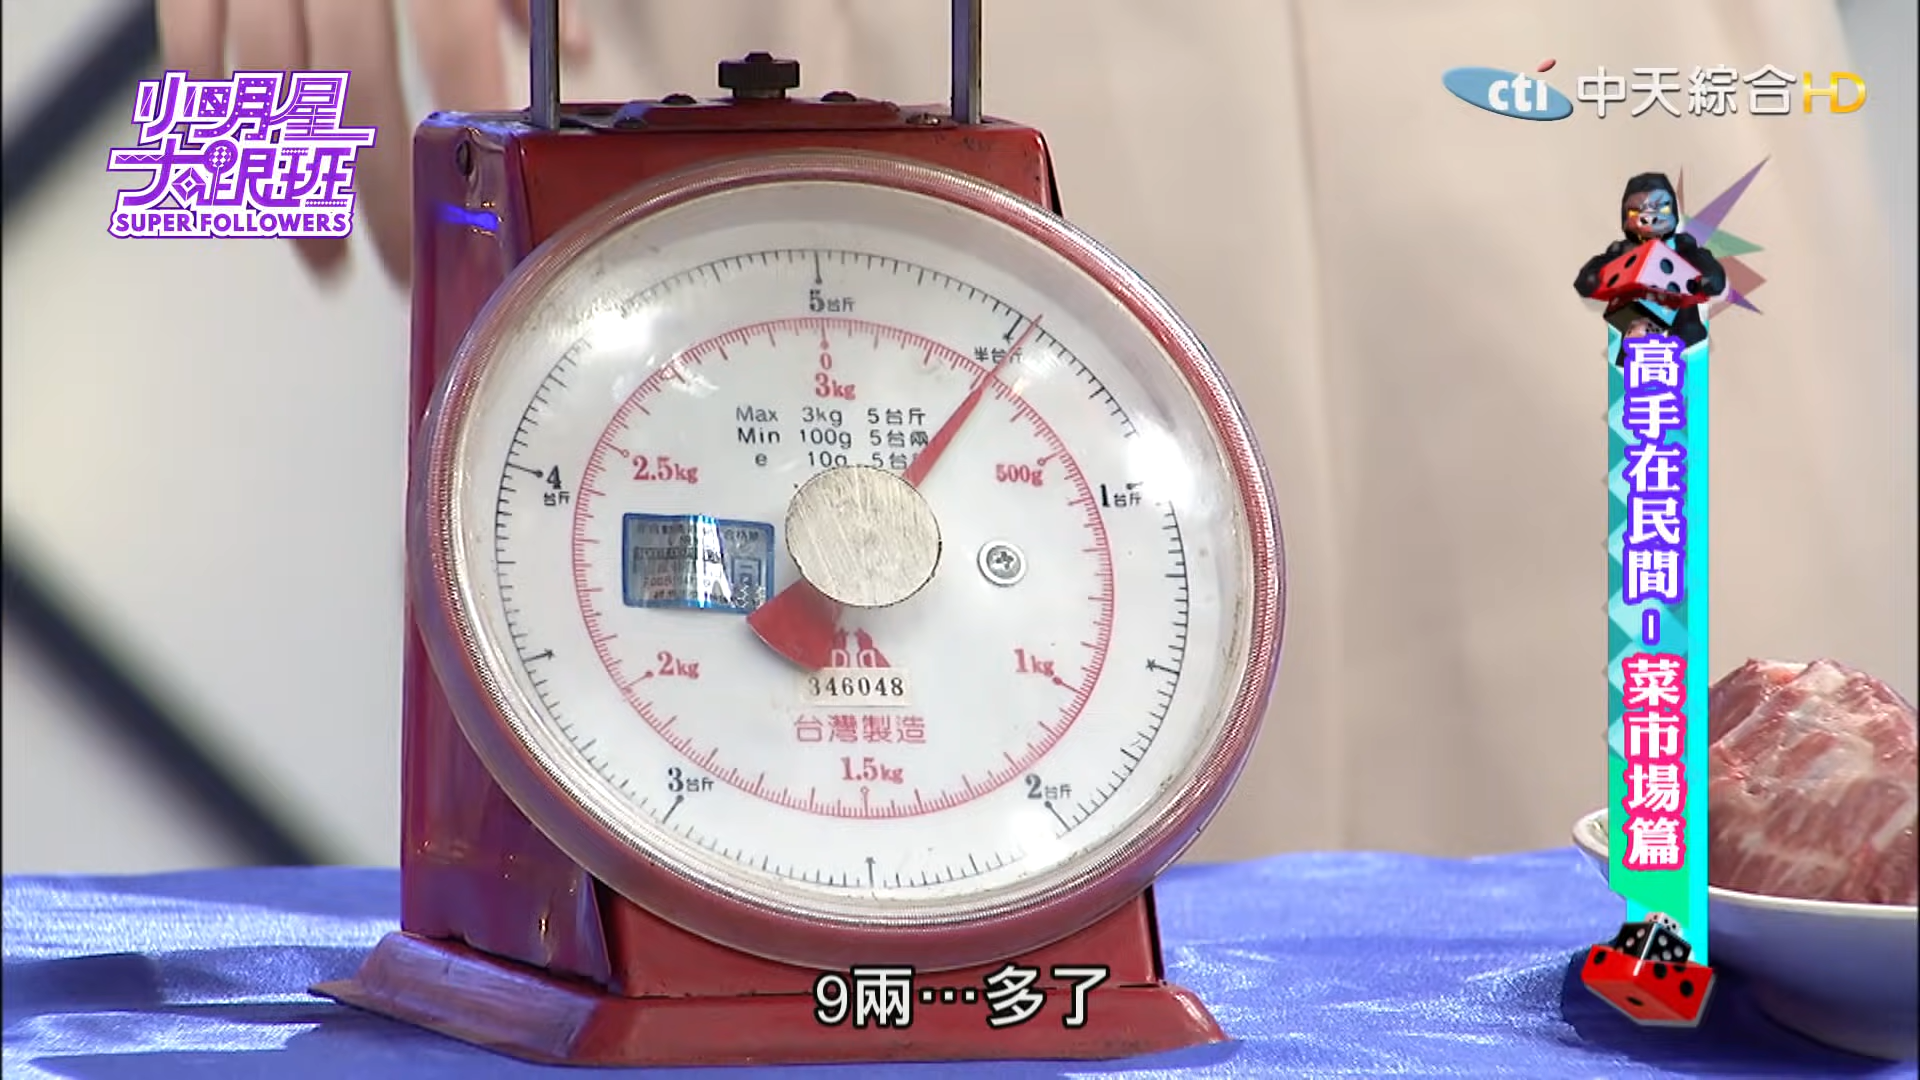 小明星
大跟班
SUPER FOLLOWERS
cti 中天綜合HD
高手在民間-菜市場篇
5台斤
半台斤
0
3kg
Max 3kg 5台斤
Min 100g 5台兩
e 10g 5台
2.5kg
500g
4台斤
1台斤
2kg
1kg
346048
台灣製造
1.5kg
3台斤
2台斤
9兩…多了